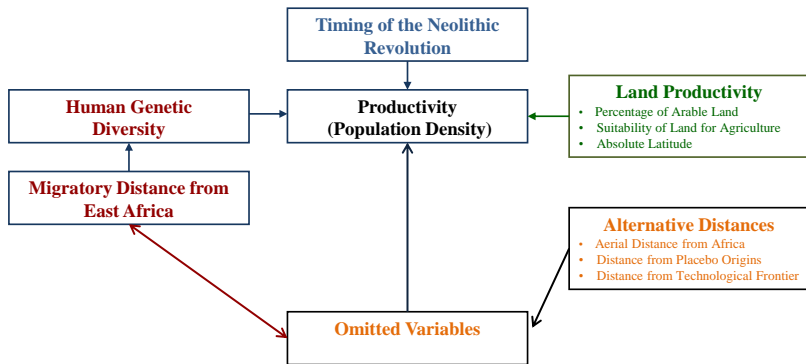 Timing of the Neolithic
Revolution
Human Genetic
Diversity
Productivity
(Population Density)
Land Productivity
• Percentage of Arable Land
• Suitability of Land for Agriculture
• Absolute Latitude
Migratory Distance from
East Africa
Alternative Distances
• Aerial Distance from Africa
• Distance from Placebo Origins
• Distance from Technological Frontier
Omitted Variables